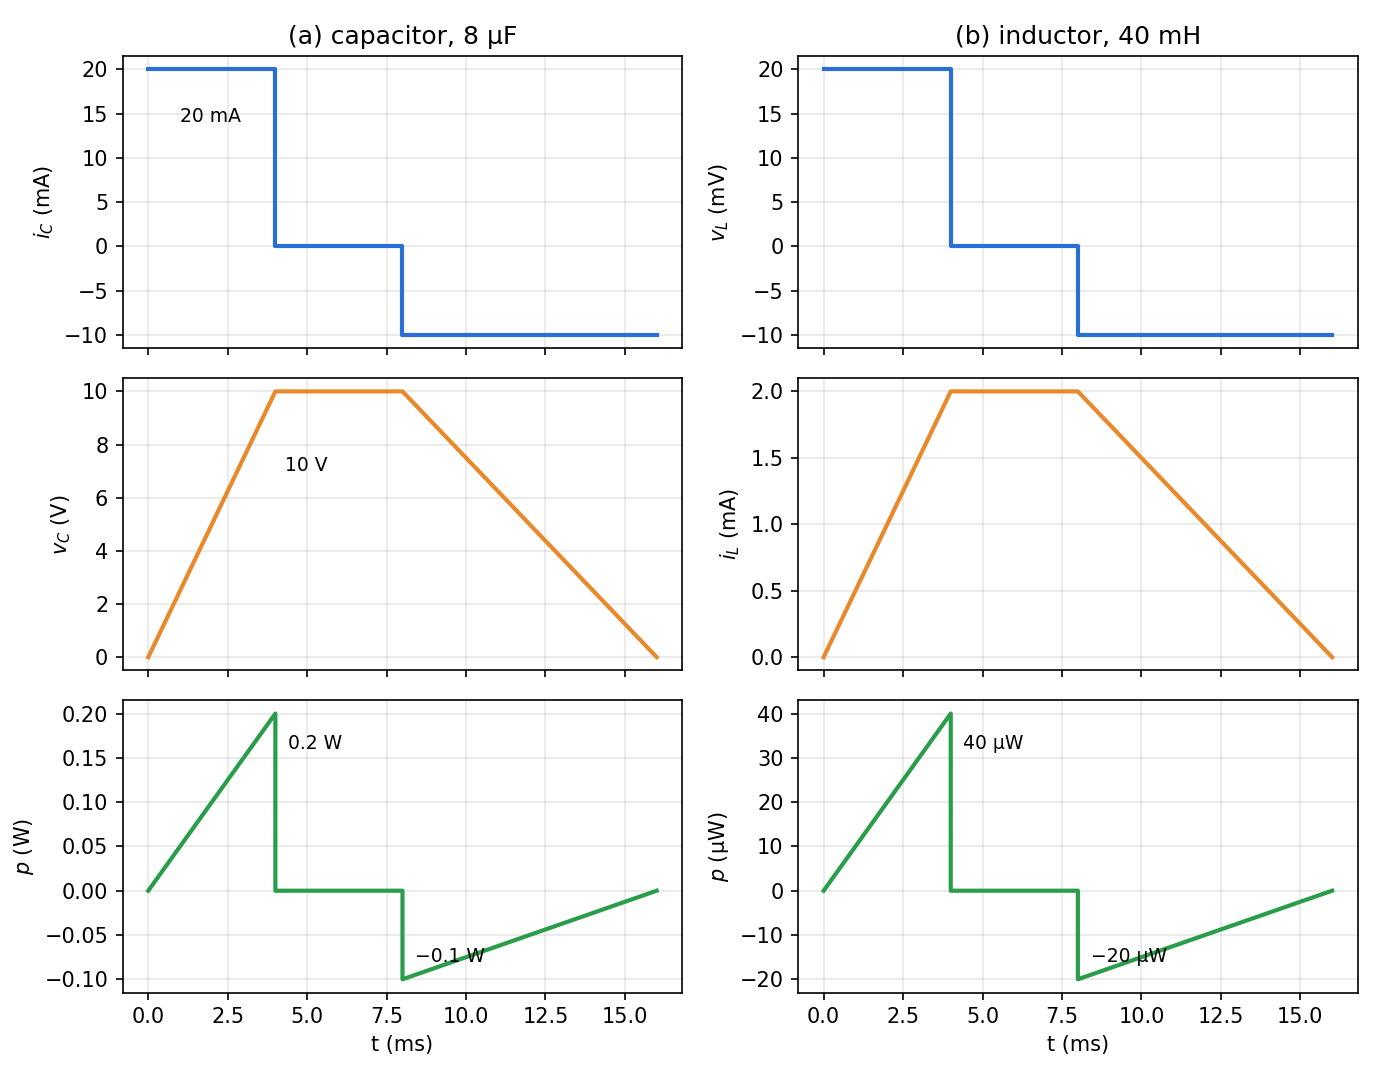 (a) capacitor, 8 µF
20
15
10
5
0
−5
−10
i_C (mA)
20 mA
(b) inductor, 40 mH
20
15
10
5
0
−5
−10
v_L (mV)
10
8
6
4
2
0
v_C (V)
10 V
2.0
1.5
1.0
0.5
0.0
i_L (mA)
0.20
0.15
0.10
0.05
0.00
−0.05
−0.10
p (W)
0.2 W
−0.1 W
0.0 2.5 5.0 7.5 10.0 12.5 15.0
t (ms)
40
30
20
10
0
−10
−20
p (µW)
40 µW
−20 µW
0.0 2.5 5.0 7.5 10.0 12.5 15.0
t (ms)